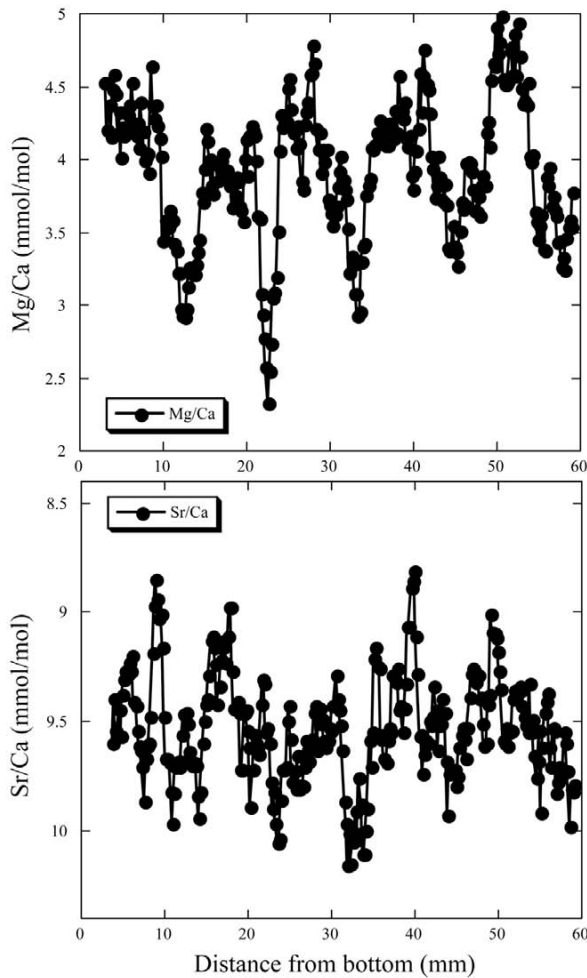 5
4.5
4
3.5
3
2.5
2
Mg/Ca (mmol/mol)
Mg/Ca
0 10 20 30 40 50 60
8.5
9
9.5
10
Sr/Ca (mmol/mol)
Sr/Ca
0 10 20 30 40 50 60
Distance from bottom (mm)